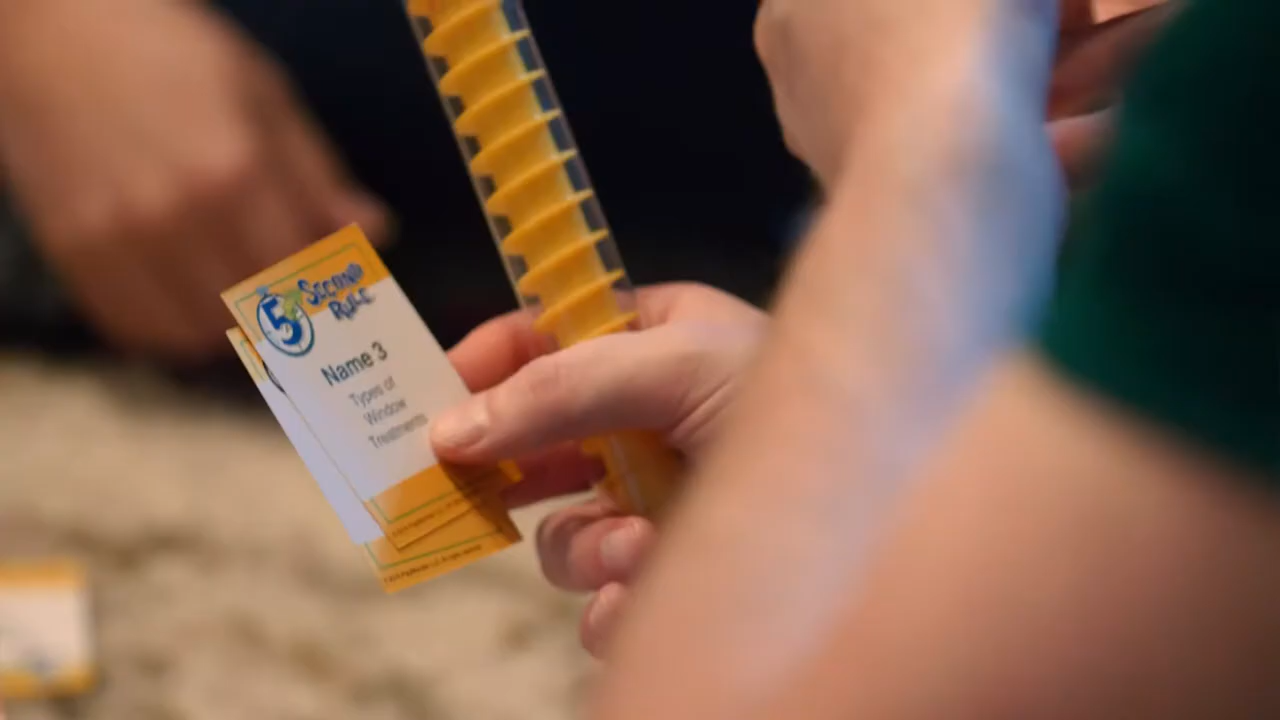 5 SECOND
RULE
Name 3
Types of
Window
Treatments